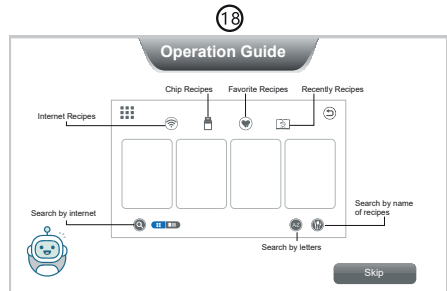 18
Operation Guide
Chip Recipes
Favorite Recipes
Recently Recipes
Internet Recipes
Search by internet
Search by name
of recipes
AZ
Search by letters
Skip